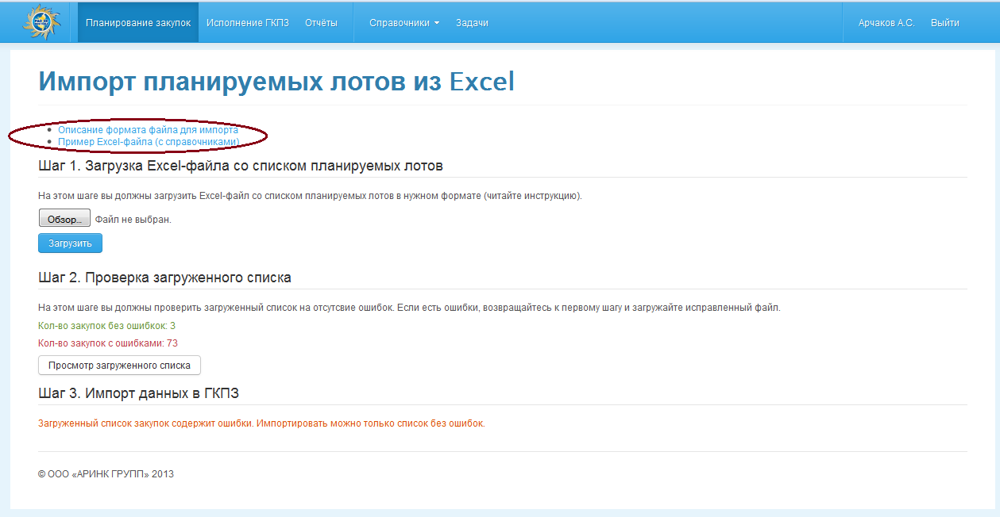 Планирование закупок Исполнение ГКПЗ Отчёты Справочники Задачи Арчаков А.С. Выйти
Импорт планируемых лотов из Excel
Описание формата файла для импорта
Пример Excel-файла (с справочниками)
Шаг 1. Загрузка Excel-файла со списком планируемых лотов
На этом шаге вы должны загрузить Excel-файл со списком планируемых лотов в нужном формате (читайте инструкцию).
Обзор... Файл не выбран.
Загрузить
Шаг 2. Проверка загруженного списка
На этом шаге вы должны проверить загруженный список на отсутсвие ошибок. Если есть ошибки, возвращайтесь к первому шагу и загружайте исправленный файл.
Кол-во закупок без ошибкок: 3
Кол-во закупок с ошибками: 73
Просмотр загруженного списка
Шаг 3. Импорт данных в ГКПЗ
Загруженный список закупок содержит ошибки. Импортировать можно только список без ошибок.
© ООО «АРИНК ГРУПП» 2013